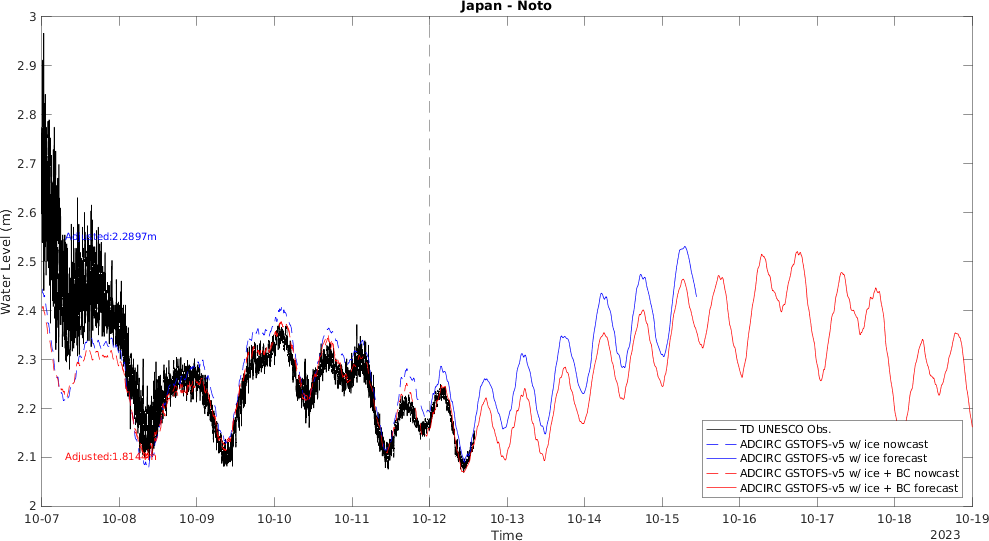 Japan - Noto
3
2.9
2.8
2.7
2.6
2.5
2.4
2.3
2.2
2.1
2
Water Level (m)
Adjusted:2.2897m
10-07
10-08
10-09
10-10
10-11
10-12
10-13
10-14
10-15
10-16
10-17
10-18
10-19
Time
2023
TD UNESCO Obs.
ADCIRC GSTOFS-v5 w/ ice nowcast
ADCIRC GSTOFS-v5 w/ ice forecast
ADCIRC GSTOFS-v5 w/ ice + BC nowcast
ADCIRC GSTOFS-v5 w/ ice + BC forecast